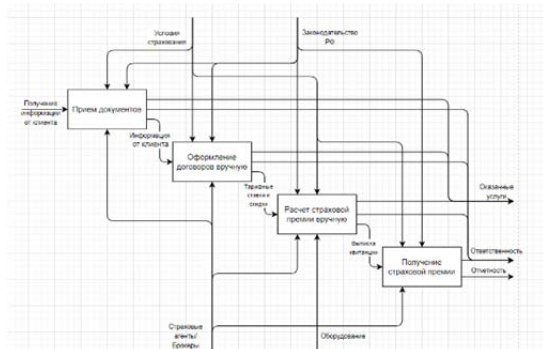 Условия
страхования
Законодательство
РФ
Получение
информации
от клиента
Прием документов
Информация
от клиента
Оформление
договоров вручную
Тарифные
ставки и
скидки
Расчет страховой
премии вручную
Оказанные
услуги
Выписка
квитанции
Получение
страховой премии
Ответственность
Отчетность
Страховые
агенты/
Брокеры
Оборудование